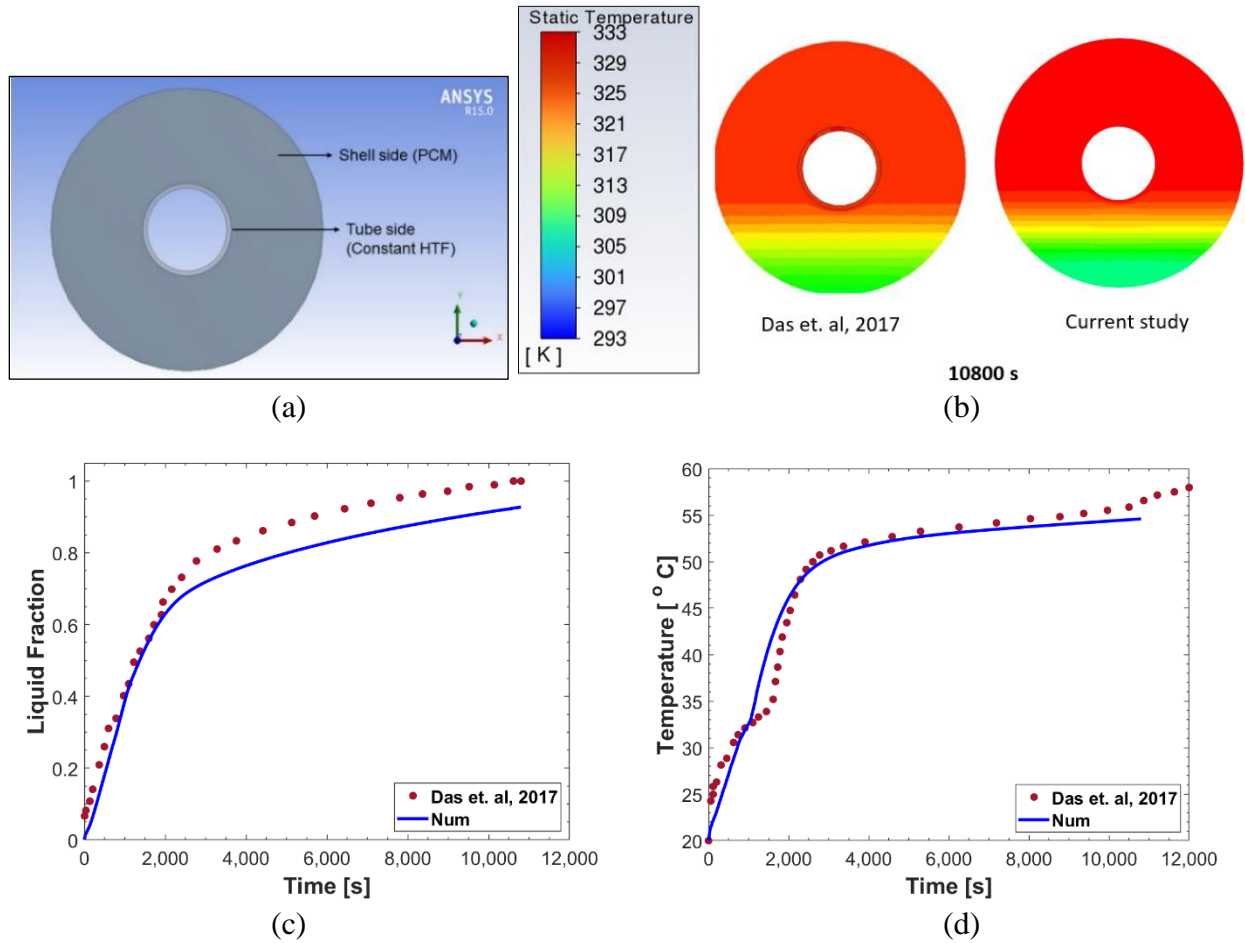 ANSYS
R15.0
Shell side (PCM)
Tube side
(Constant HTF)
Y
X
(a)
Static Temperature
333
329
325
321
317
313
309
305
301
297
293
[ K ]
Das et. al, 2017
Current study
10800 s
(b)
Liquid Fraction
1
0.8
0.6
0.4
0.2
0
0
2,000
4,000
6,000
8,000
10,000
12,000
Time [s]
Das et. al, 2017
Num
(c)
Temperature [ ° C]
60
55
50
45
40
35
30
25
20
0
2,000
4,000
6,000
8,000
10,000
12,000
Time [s]
Das et. al, 2017
Num
(d)